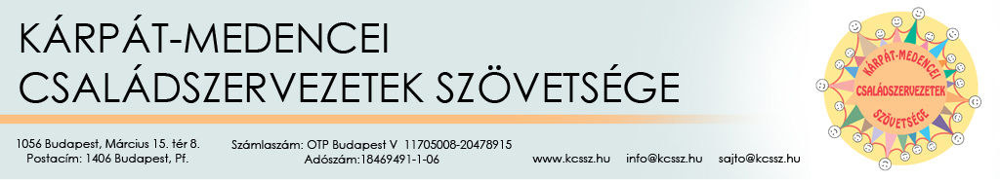 KÁRPÁT-MEDENCEI
CSALÁDSZERVEZETEK SZÖVETSÉGE
1056 Budapest, Március 15. tér 8.
Postacím: 1406 Budapest, Pf.
Számlaszám: OTP Budapest V 11705008-20478915
Adószám:18469491-1-06
www.kcssz.hu info@kcssz.hu sajto@kcssz.hu
KÁRPÁT-MEDENCEI
CSALÁDSZERVEZETEK
SZÖVETSÉGE